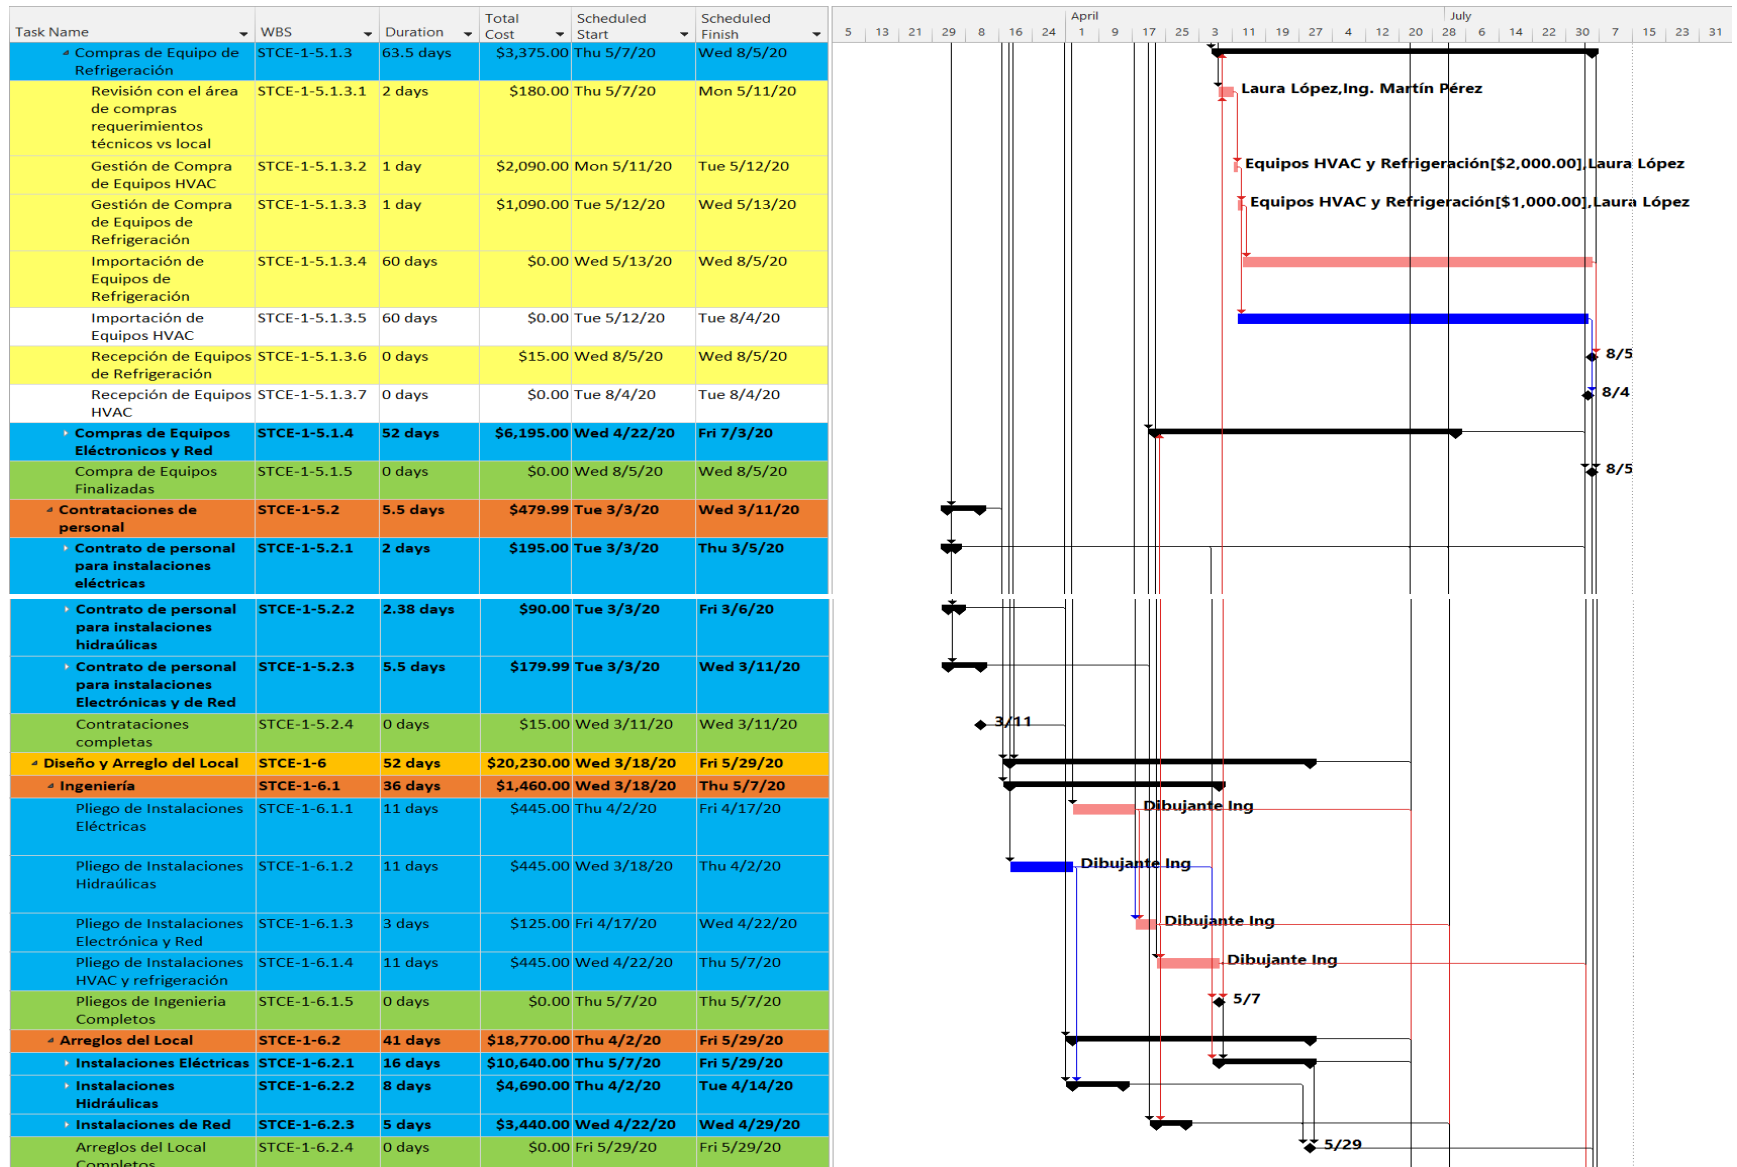 Task Name WBS Duration Total Cost Scheduled Start Scheduled Finish
April July
5 13 21 29 8 16 24 1 9 17 25 3 11 19 27 4 12 20 28 6 14 22 30 7 15 23 31
Compras de Equipo de Refrigeración STCE-1-5.1.3 63.5 days $3,375.00 Thu 5/7/20 Wed 8/5/20
Revisión con el área de compras requerimientos técnicos vs local STCE-1-5.1.3.1 2 days $180.00 Thu 5/7/20 Mon 5/11/20 Laura López,Ing. Martín Pérez
Gestión de Compra de Equipos HVAC STCE-1-5.1.3.2 1 day $2,090.00 Mon 5/11/20 Tue 5/12/20 Equipos HVAC y Refrigeración[$2,000.00],Laura López
Gestión de Compra de Equipos de Refrigeración STCE-1-5.1.3.3 1 day $1,090.00 Tue 5/12/20 Wed 5/13/20 Equipos HVAC y Refrigeración[$1,000.00],Laura López
Importación de Equipos de Refrigeración STCE-1-5.1.3.4 60 days $0.00 Wed 5/13/20 Wed 8/5/20
Importación de Equipos HVAC STCE-1-5.1.3.5 60 days $0.00 Tue 5/12/20 Tue 8/4/20
Recepción de Equipos de Refrigeración STCE-1-5.1.3.6 0 days $15.00 Wed 8/5/20 Wed 8/5/20 8/5
Recepción de Equipos HVAC STCE-1-5.1.3.7 0 days $0.00 Tue 8/4/20 Tue 8/4/20 8/4
Compras de Equipos Eléctronicos y Red STCE-1-5.1.4 52 days $6,195.00 Wed 4/22/20 Fri 7/3/20
Compra de Equipos Finalizadas STCE-1-5.1.5 0 days $0.00 Wed 8/5/20 Wed 8/5/20 8/5
Contrataciones de personal STCE-1-5.2 5.5 days $479.99 Tue 3/3/20 Wed 3/11/20
Contrato de personal para instalaciones eléctricas STCE-1-5.2.1 2 days $195.00 Tue 3/3/20 Thu 3/5/20
Contrato de personal para instalaciones hidraúlicas STCE-1-5.2.2 2.38 days $90.00 Tue 3/3/20 Fri 3/6/20
Contrato de personal para instalaciones Electrónicas y de Red STCE-1-5.2.3 5.5 days $179.99 Tue 3/3/20 Wed 3/11/20
Contrataciones completas STCE-1-5.2.4 0 days $15.00 Wed 3/11/20 Wed 3/11/20 3/11
Diseño y Arreglo del Local STCE-1-6 52 days $20,230.00 Wed 3/18/20 Fri 5/29/20
Ingeniería STCE-1-6.1 36 days $1,460.00 Wed 3/18/20 Thu 5/7/20
Pliego de Instalaciones Eléctricas STCE-1-6.1.1 11 days $445.00 Thu 4/2/20 Fri 4/17/20 Dibujante Ing
Pliego de Instalaciones Hidraúlicas STCE-1-6.1.2 11 days $445.00 Wed 3/18/20 Thu 4/2/20 Dibujante Ing
Pliego de Instalaciones Electrónica y Red STCE-1-6.1.3 3 days $125.00 Fri 4/17/20 Wed 4/22/20 Dibujante Ing
Pliego de Instalaciones HVAC y refrigeración STCE-1-6.1.4 11 days $445.00 Wed 4/22/20 Thu 5/7/20 Dibujante Ing
Pliegos de Ingenieria Completos STCE-1-6.1.5 0 days $0.00 Thu 5/7/20 Thu 5/7/20 5/7
Arreglos del Local STCE-1-6.2 41 days $18,770.00 Thu 4/2/20 Fri 5/29/20
Instalaciones Eléctricas STCE-1-6.2.1 16 days $10,640.00 Thu 5/7/20 Fri 5/29/20
Instalaciones Hidráulicas STCE-1-6.2.2 8 days $4,690.00 Thu 4/2/20 Tue 4/14/20
Instalaciones de Red STCE-1-6.2.3 5 days $3,440.00 Wed 4/22/20 Wed 4/29/20
Arreglos del Local Completos STCE-1-6.2.4 0 days $0.00 Fri 5/29/20 Fri 5/29/20 5/29